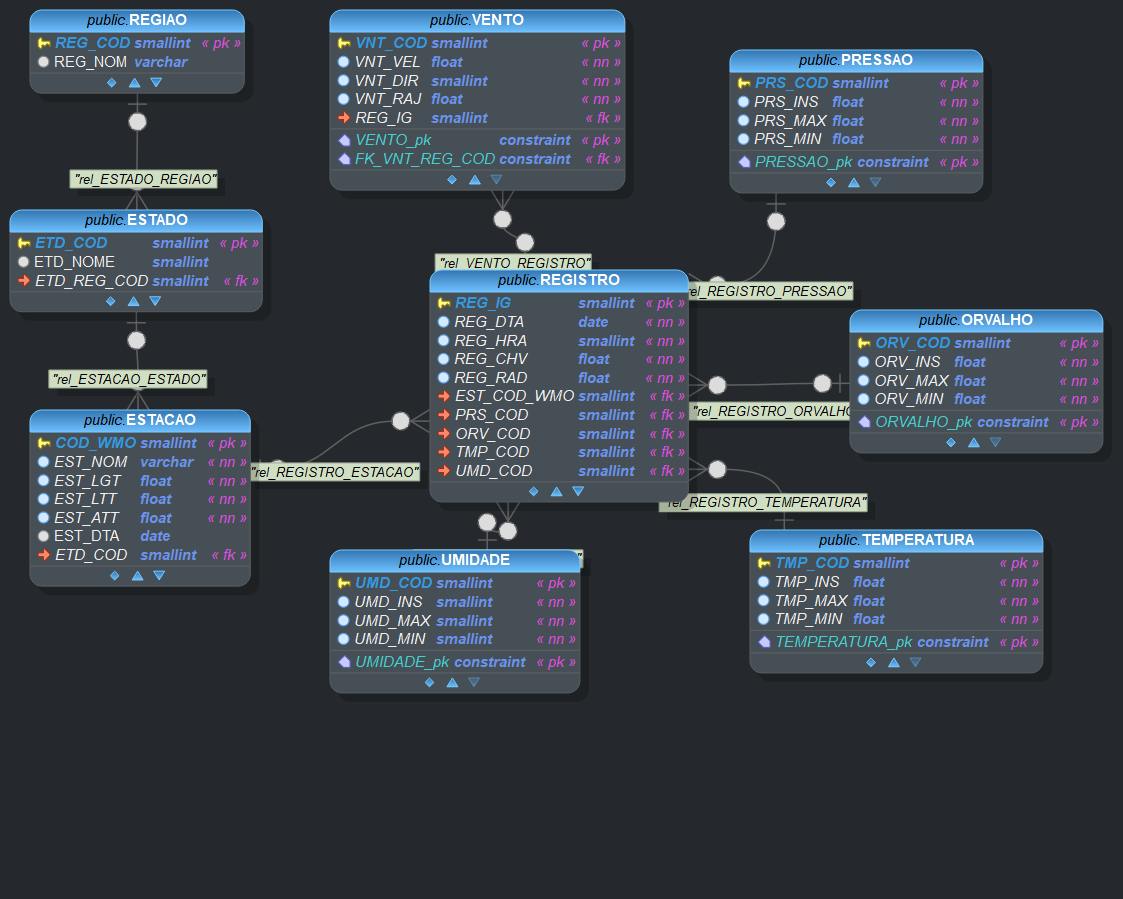 public.REGIAO
REG_COD smallint « pk »
REG_NOM varchar
public.VENTO
VNT_COD smallint « pk »
VNT_VEL float « nn »
VNT_DIR smallint « nn »
VNT_RAJ float « nn »
REG_IG smallint « fk »
VENTO_pk constraint « pk »
FK_VNT_REG_COD constraint « fk »
public.PRESSAO
PRS_COD smallint « pk »
PRS_INS float « nn »
PRS_MAX float « nn »
PRS_MIN float « nn »
PRESSAO_pk constraint « pk »
"rel_ESTADO_REGIAO"
public.ESTADO
ETD_COD smallint « pk »
ETD_NOME smallint
ETD_REG_COD smallint « fk »
"rel_VENTO_REGISTRO"
public.REGISTRO
REG_IG smallint « pk »
REG_DTA date « nn »
REG_HRA smallint « nn »
REG_CHV float « nn »
REG_RAD float « nn »
EST_COD_WMO smallint « fk »
PRS_COD smallint « fk »
ORV_COD smallint « fk »
TMP_COD smallint « fk »
UMD_COD smallint « fk »
rel_REGISTRO_PRESSAO"
public.ORVALHO
ORV_COD smallint « pk »
ORV_INS float « nn »
ORV_MAX float « nn »
ORV_MIN float « nn »
ORVALHO_pk constraint « pk »
"rel_ESTACAO_ESTADO"
"rel_REGISTRO_ORVALHO
public.ESTACAO
COD_WMO smallint « pk »
EST_NOM varchar « nn »
EST_LGT float « nn »
EST_LTT float « nn »
EST_ATT float « nn »
EST_DTA date
ETD_COD smallint « fk »
"rel_REGISTRO_ESTACAO"
"rel_REGISTRO_TEMPERATURA"
public.UMIDADE
UMD_COD smallint « pk »
UMD_INS smallint « nn »
UMD_MAX smallint « nn »
UMD_MIN smallint « nn »
UMIDADE_pk constraint « pk »
public.TEMPERATURA
TMP_COD smallint « pk »
TMP_INS float « nn »
TMP_MAX float « nn »
TMP_MIN float « nn »
TEMPERATURA_pk constraint « pk »